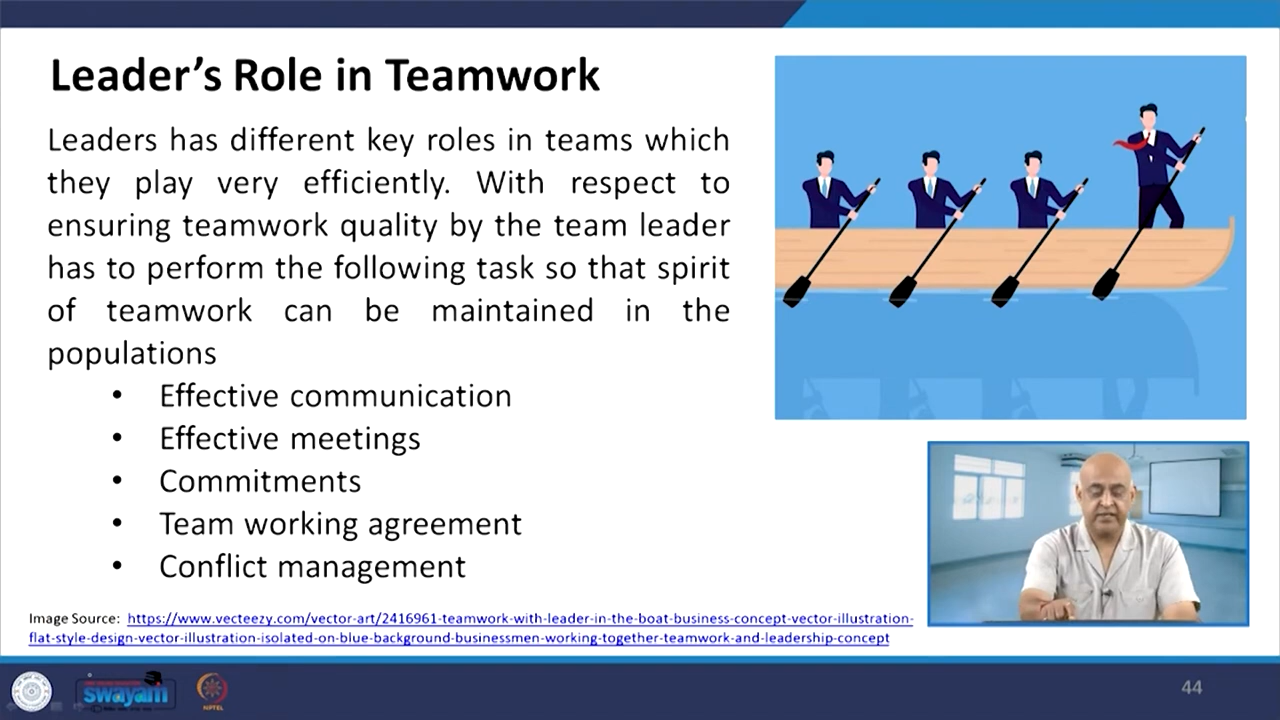 Leader's Role in Teamwork
Leaders has different key roles in teams which
they play very efficiently. With respect to
ensuring teamwork quality by the team leader
has to perform the following task so that spirit
of teamwork can be maintained in the
populations
• Effective communication
• Effective meetings
• Commitments
• Team working agreement
• Conflict management
Image Source: https://www.vecteezy.com/vector-art/2416961-teamwork-with-leader-in-the-boat-business-concept-vector-illustration-
flat-style-design-vector-illustration-isolated-on-blue-background-businessmen-working-together-teamwork-and-leadership-concept
swayam
NPTEL
44